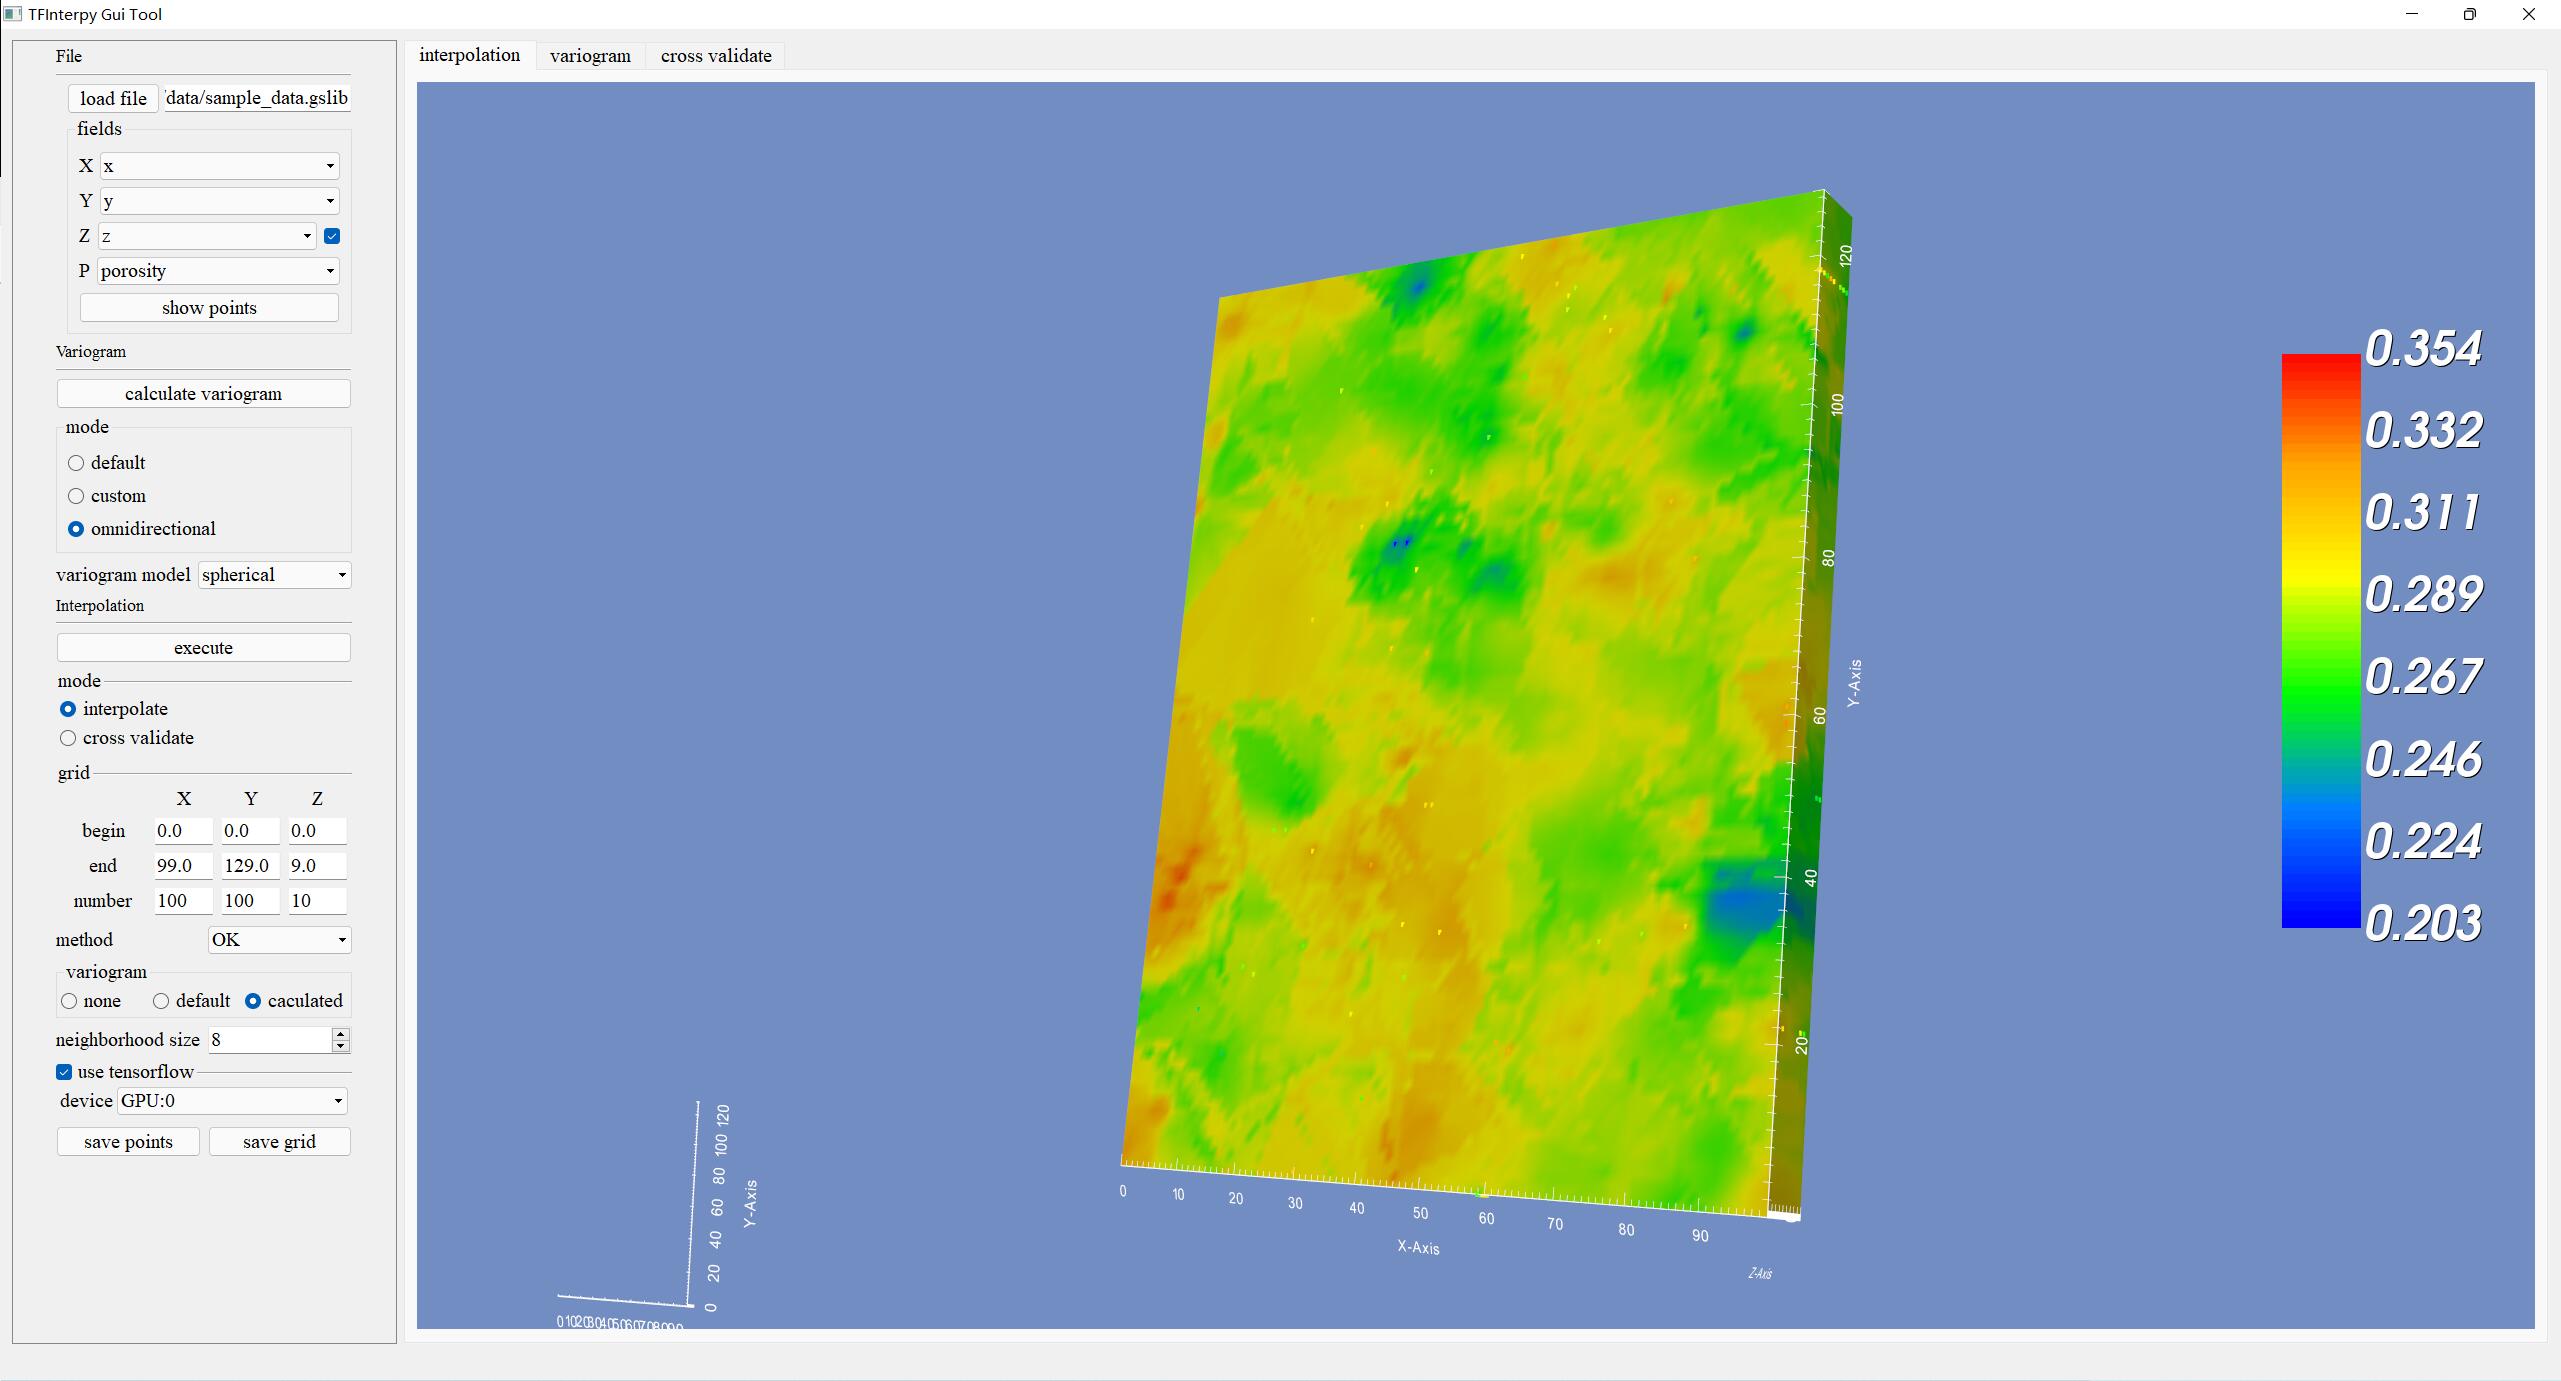 TFInterpy Gui Tool
File
load file /data/sample_data.gslib
fields
X x
Y y
Z z
P porosity
show points
Variogram
calculate variogram
mode
default
custom
omnidirectional
variogram model spherical
Interpolation
execute
mode
interpolate
cross validate
grid
X Y Z
begin 0.0 0.0 0.0
end 99.0 129.0 9.0
number 100 100 10
method OK
variogram
none default caculated
neighborhood size 8
use tensorflow
device GPU:0
save points save grid
interpolation variogram cross validate
120
100
80
60
40
20
Y-Axis
0 10 20 30 40 50 60 70 80 90
X-Axis
Z-Axis
0 20 40 60 80 100 120
Y-Axis
0.354
0.332
0.311
0.289
0.267
0.246
0.224
0.203